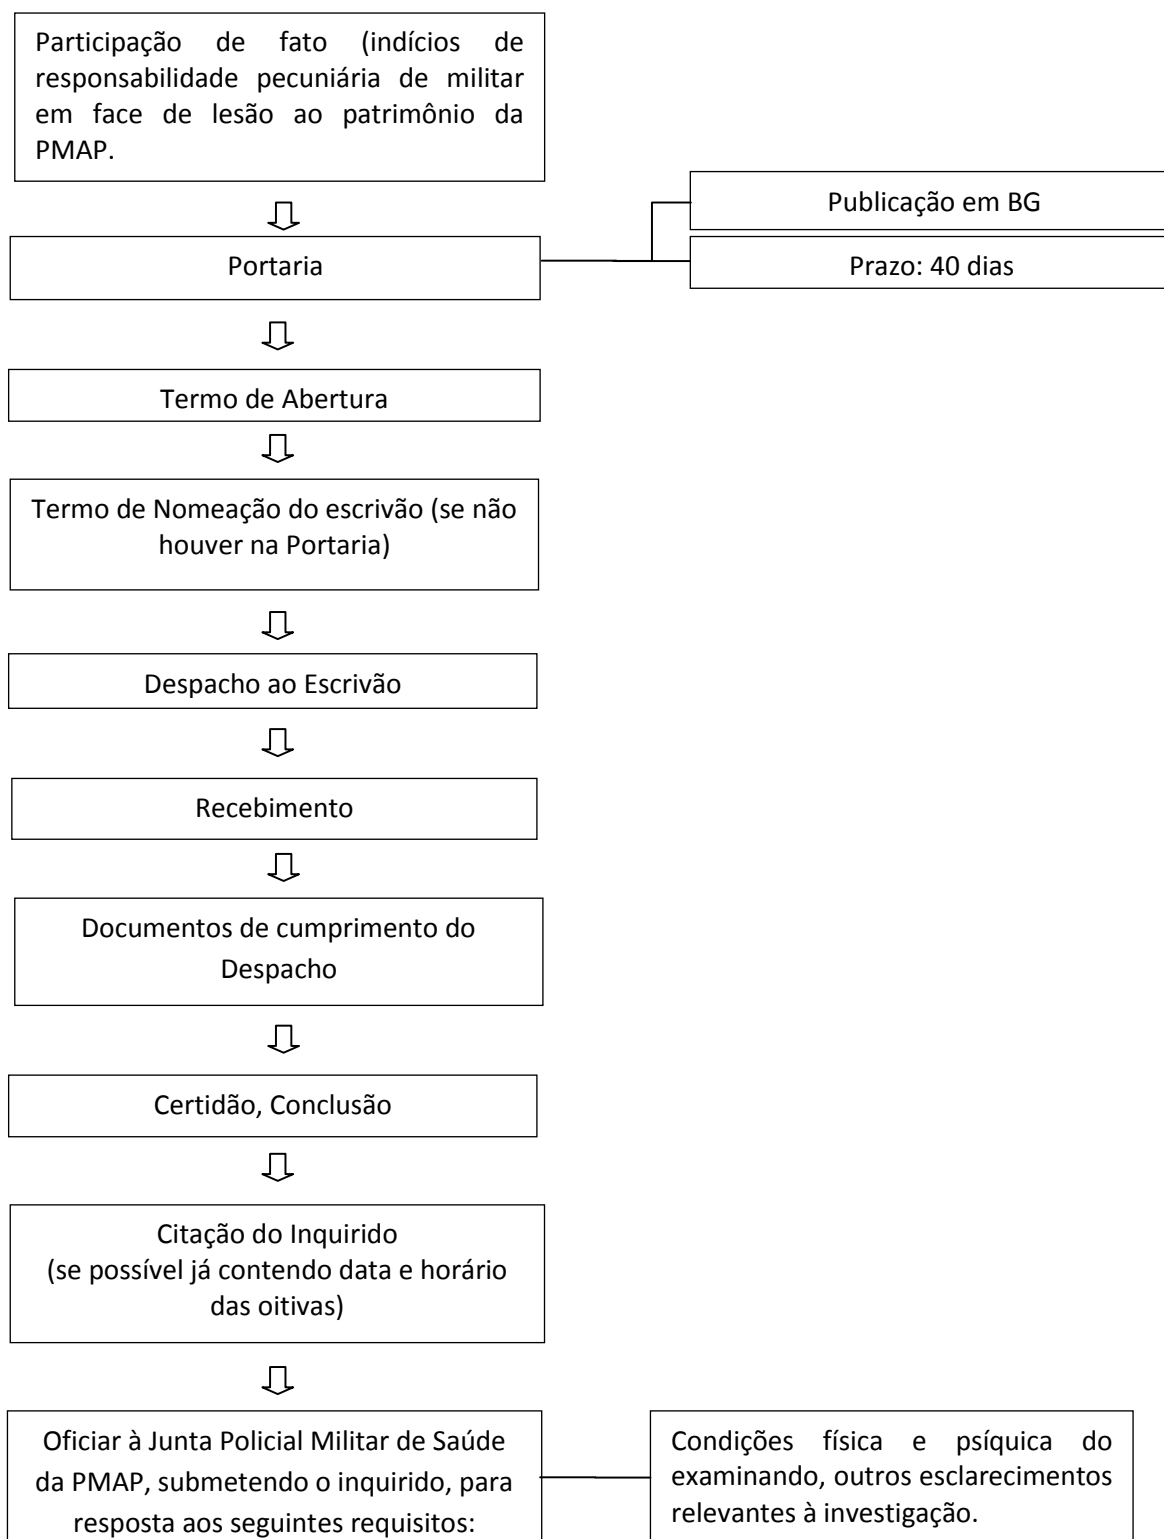 Participação de fato (indícios de
responsabilidade pecuniária de militar
em face de lesão ao patrimônio da
PMAP.
Publicação em BG
Portaria
Prazo: 40 dias
Termo de Abertura
Termo de Nomeação do escrivão (se não
houver na Portaria)
Despacho ao Escrivão
Recebimento
Documentos de cumprimento do
Despacho
Certidão, Conclusão
Citação do Inquirido
(se possível já contendo data e horário
das oitivas)
Oficiar à Junta Policial Militar de Saúde
da PMAP, submetendo o inquirido, para
resposta aos seguintes requisitos:
Condições física e psíquica do
examinando, outros esclarecimentos
relevantes à investigação.